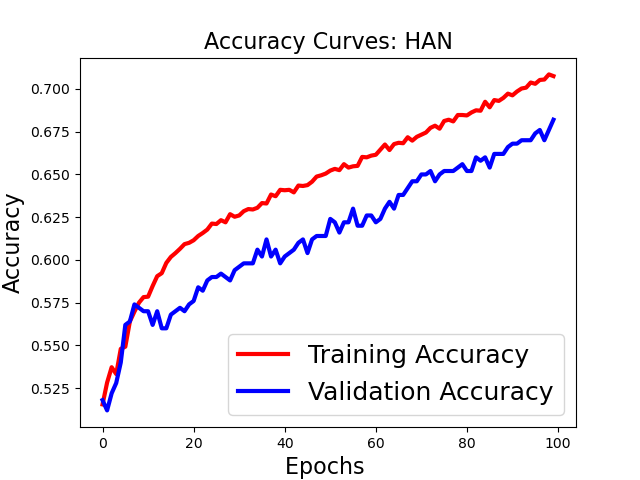 Accuracy Curves: HAN
0.700
0.675
0.650
0.625
0.600
0.575
0.550
0.525
Accuracy
Training Accuracy
Validation Accuracy
0 20 40 60 80 100
Epochs